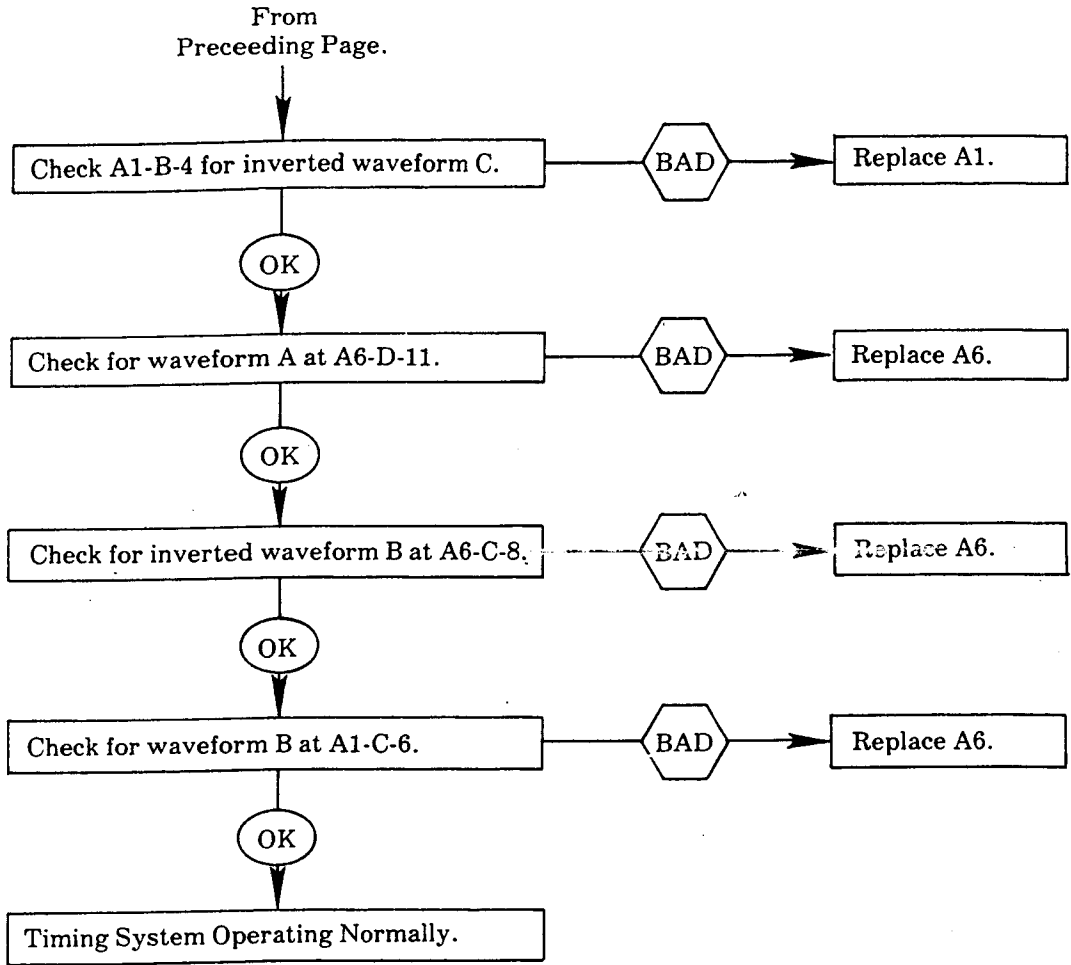 From
Preceeding Page.
Check A1-B-4 for inverted waveform C.
BAD
Replace A1.
OK
Check for waveform A at A6-D-11.
BAD
Replace A6.
OK
Check for inverted waveform B at A6-C-8.
BAD
Replace A6.
OK
Check for waveform B at A1-C-6.
BAD
Replace A6.
OK
Timing System Operating Normally.